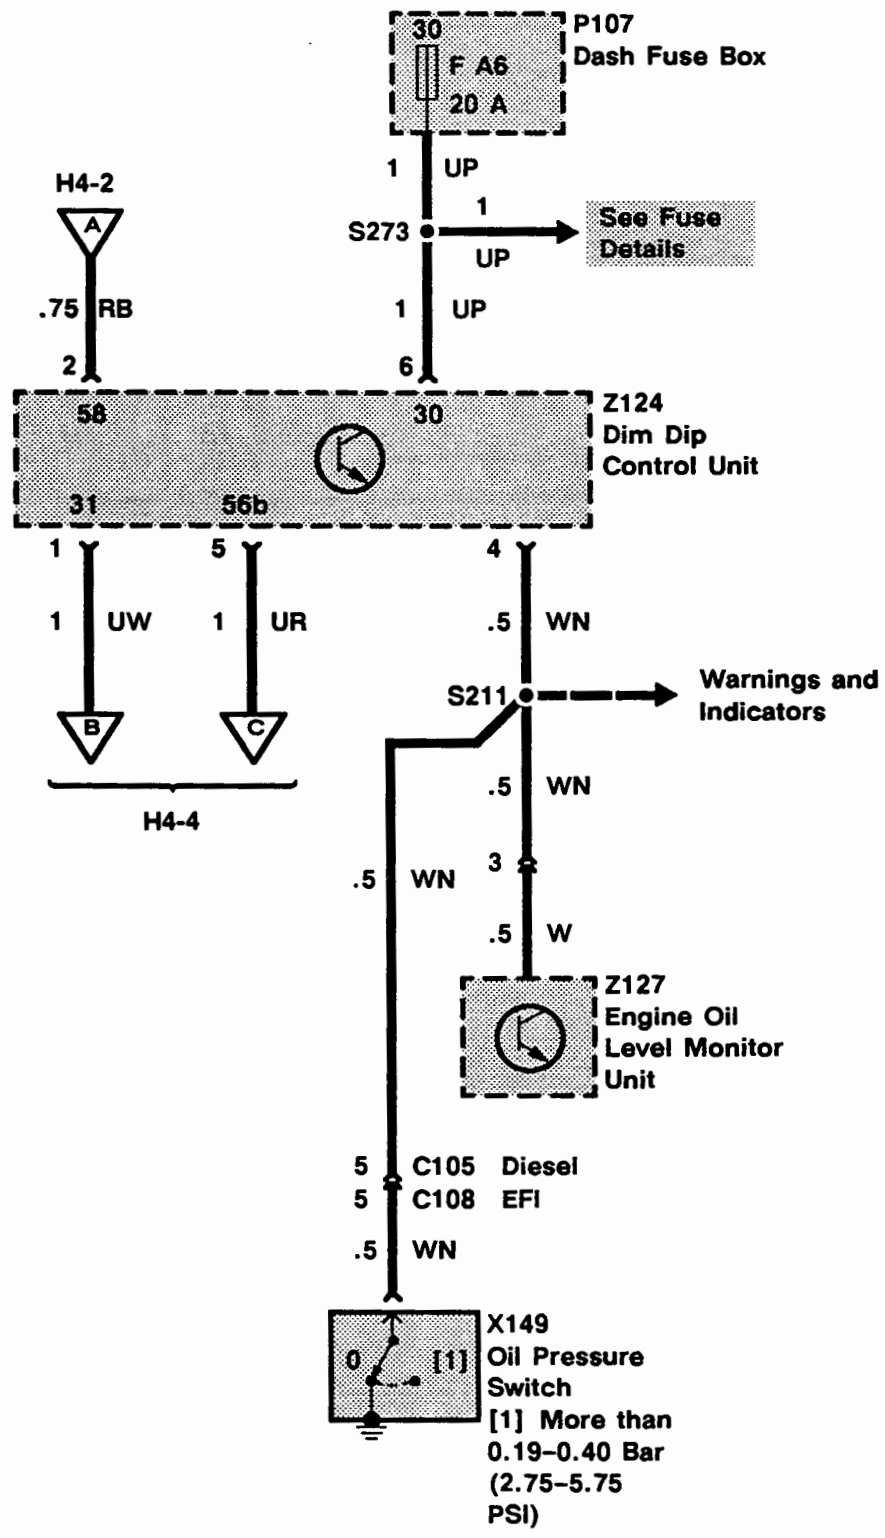 30
F A6
20 A
P107
Dash Fuse Box
1 UP
H4-2
A
S273
1
UP
See Fuse
Details
.75 RB
1 UP
2
6
58
30
Z124
Dim Dip
Control Unit
31
56b
1
5
4
1 UW
1 UR
.5 WN
S211
Warnings and
Indicators
B
C
H4-4
.5 WN
3
.5 WN
.5 W
Z127
Engine Oil
Level Monitor
Unit
5 C105 Diesel
5 C108 EFI
.5 WN
0 [1]
X149
Oil Pressure
Switch
[1] More than
0.19–0.40 Bar
(2.75–5.75
PSI)